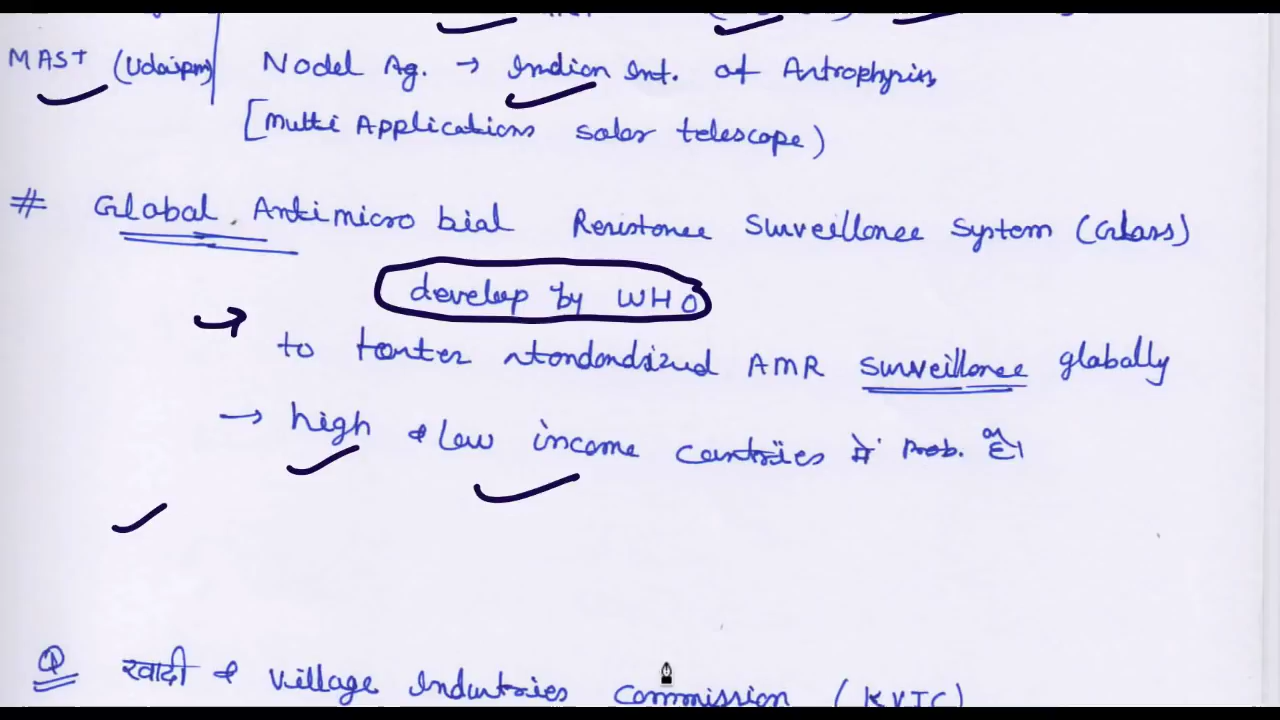 MAST (Udaipur) Nodel Ag. → Indian Int. of Astrophysics
[Multi Applications solar telescope)
# Global Antimicrobial Resistance Surveillance System (Glass)
develop by WHO
→ to foster standardized AMR surveillance globally
→ high & low income countries में Prob. है।
Q खादी & Village Industries Commission (KVIC)